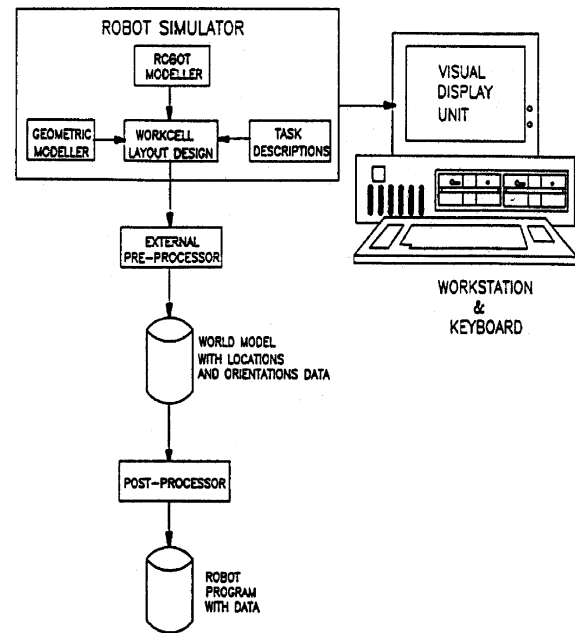 ROBOT SIMULATOR
ROBOT
MODELLER
GEOMETRIC
MODELLER
WORKCELL
LAYOUT DESIGN
TASK
DESCRIPTIONS
VISUAL
DISPLAY
UNIT
EXTERNAL
PRE-PROCESSOR
WORKSTATION
&
KEYBOARD
WORLD MODEL
WITH LOCATIONS
AND ORIENTATIONS DATA
POST-PROCESSOR
ROBOT
PROGRAM
WITH DATA